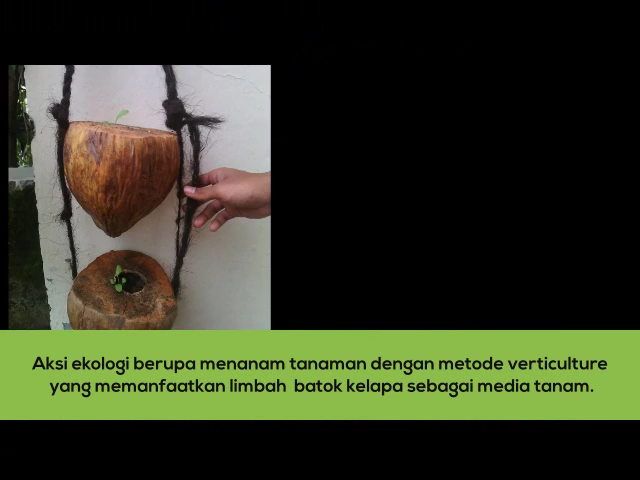 Aksi ekologi berupa menanam tanaman dengan metode verticulture
yang memanfaatkan limbah  batok kelapa sebagai media tanam.